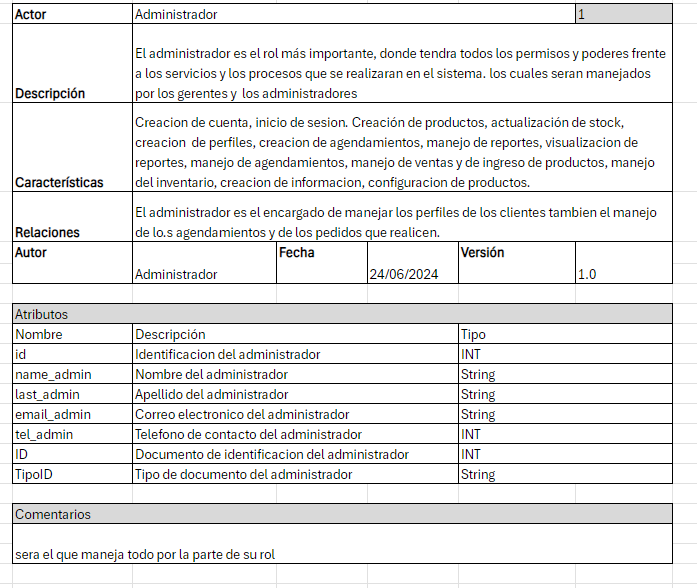 Actor Administrador 1
El administrador es el rol más importante, donde tendra todos los permisos y poderes frente
a los servicios y los procesos que se realizaran en el sistema. los cuales seran manejados
Descripción por los gerentes y los administradores
Creacion de cuenta, inicio de sesion. Creación de productos, actualización de stock,
creacion de perfiles, creacion de agendamientos, manejo de reportes, visualizacion de
reportes, manejo de agendamientos, manejo de ventas y de ingreso de productos, manejo
Características del inventario, creacion de informacion, configuracion de productos.
El administrador es el encargado de manejar los perfiles de los clientes tambien el manejo
Relaciones de lo.s agendamientos y de los pedidos que realicen.
Autor Fecha Versión
Administrador 24/06/2024 1.0
Atributos
Nombre Descripción Tipo
id Identificacion del administrador INT
name_admin Nombre del administrador String
last_admin Apellido del administrador String
email_admin Correo electronico del administrador String
tel_admin Telefono de contacto del administrador INT
ID Documento de identificacion del administrador INT
TipoID Tipo de documento del administrador String
Comentarios
sera el que maneja todo por la parte de su rol